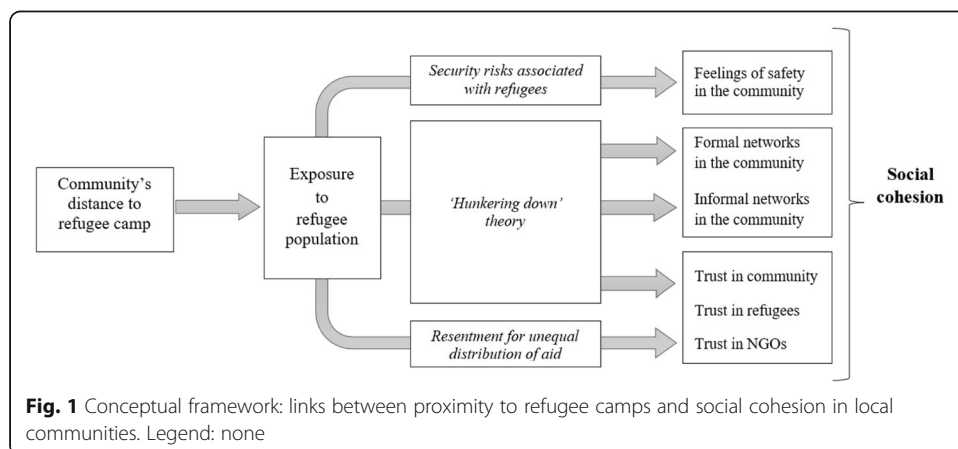 Community's
distance to
refugee camp
Exposure
to
refugee
population
Security risks associated
with refugees
'Hunkering down'
theory
Resentment for unequal
distribution of aid
Feelings of safety
in the community
Formal networks
in the community
Informal networks
in the community
Trust in community
Trust in refugees
Trust in NGOs
Social
cohesion
Fig. 1 Conceptual framework: links between proximity to refugee camps and social cohesion in local
communities. Legend: none